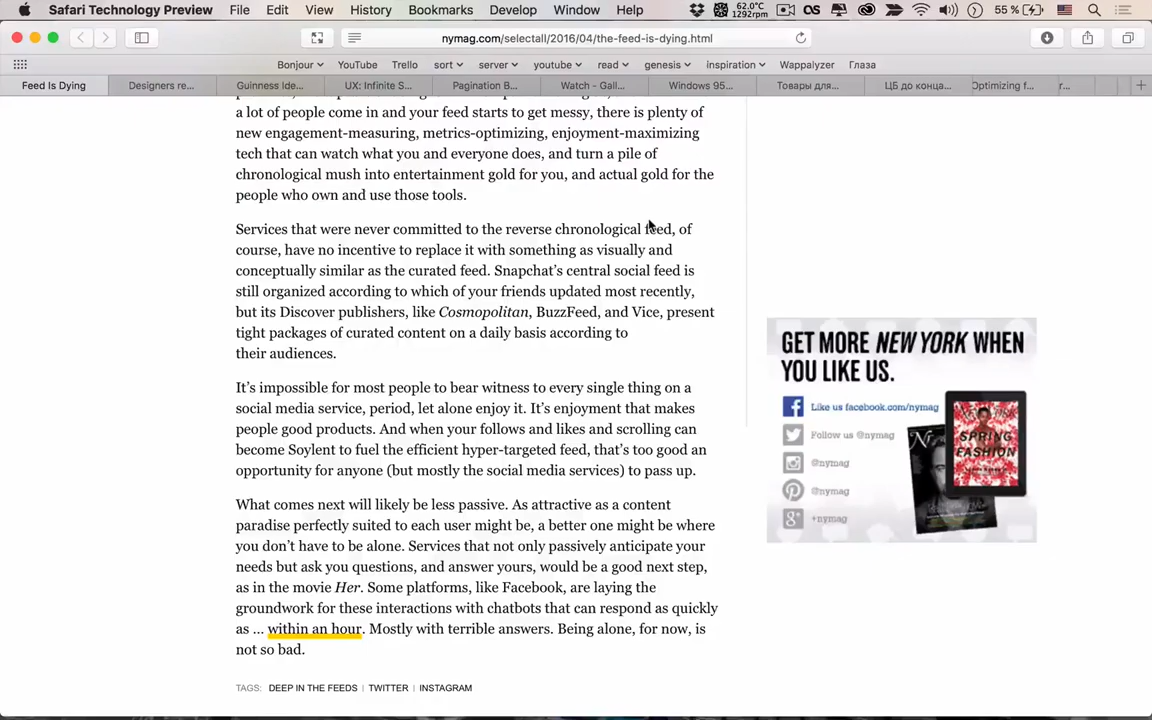 Safari Technology Preview File Edit View History Bookmarks Develop Window Help
62.0°C
1292rpm
55 %
nymag.com/selectall/2016/04/the-feed-is-dying.html
Bonjour YouTube Trello sort server youtube read genesis inspiration Wappalyzer Глаза
Feed Is Dying Designers re... Guinness Ide... UX: Infinite S... Pagination B... Watch - Gall... Windows 95... Товары для... ЦБ до конца... Optimizing f... r...
a lot of people come in and your feed starts to get messy, there is plenty of
new engagement-measuring, metrics-optimizing, enjoyment-maximizing
tech that can watch what you and everyone does, and turn a pile of
chronological mush into entertainment gold for you, and actual gold for the
people who own and use those tools.
Services that were never committed to the reverse chronological feed, of
course, have no incentive to replace it with something as visually and
conceptually similar as the curated feed. Snapchat's central social feed is
still organized according to which of your friends updated most recently,
but its Discover publishers, like Cosmopolitan, BuzzFeed, and Vice, present
tight packages of curated content on a daily basis according to
their audiences.
It's impossible for most people to bear witness to every single thing on a
social media service, period, let alone enjoy it. It's enjoyment that makes
people good products. And when your follows and likes and scrolling can
become Soylent to fuel the efficient hyper-targeted feed, that's too good an
opportunity for anyone (but mostly the social media services) to pass up.
What comes next will likely be less passive. As attractive as a content
paradise perfectly suited to each user might be, a better one might be where
you don't have to be alone. Services that not only passively anticipate your
needs but ask you questions, and answer yours, would be a good next step,
as in the movie Her. Some platforms, like Facebook, are laying the
groundwork for these interactions with chatbots that can respond as quickly
as ... within an hour. Mostly with terrible answers. Being alone, for now, is
not so bad.
TAGS: DEEP IN THE FEEDS | TWITTER | INSTAGRAM
GET MORE NEW YORK WHEN
YOU LIKE US.
Like us facebook.com/nymag
Follow us @nymag
@nymag
@nymag
+nymag
SPRING
FASHION